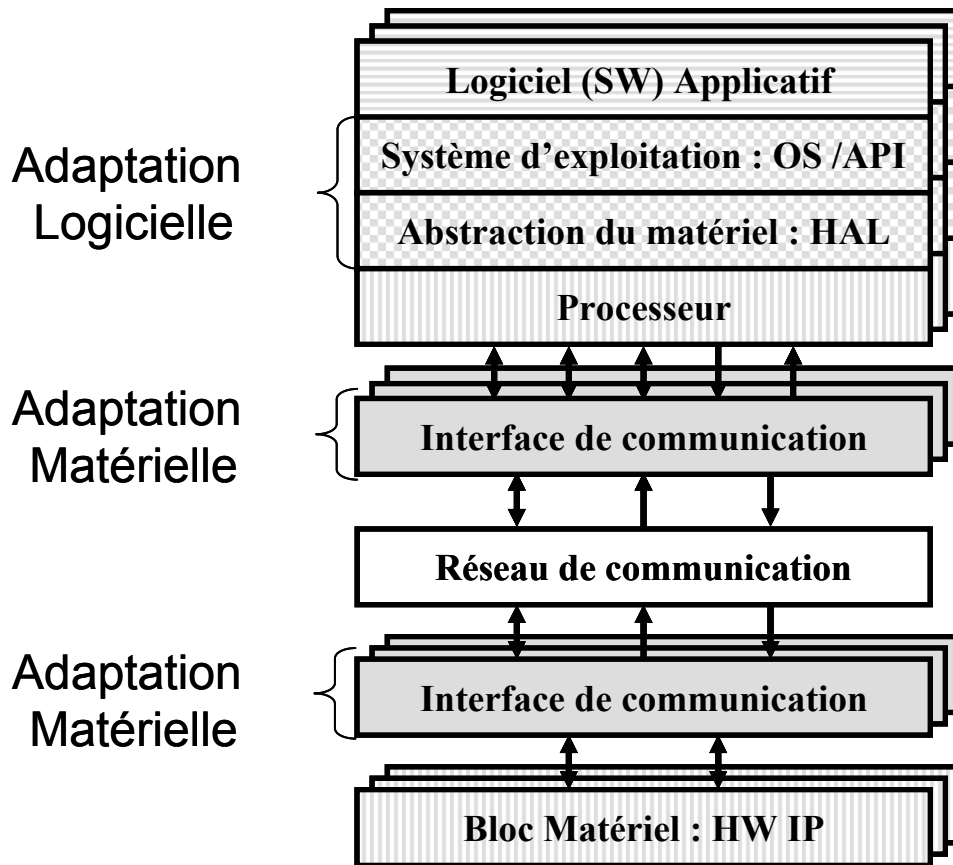 Logiciel (SW) Applicatif
Adaptation
Logicielle
Système d’exploitation : OS /API
Abstraction du matériel : HAL
Processeur
Adaptation
Matérielle
Interface de communication
Réseau de communication
Adaptation
Matérielle
Interface de communication
Bloc Matériel : HW IP